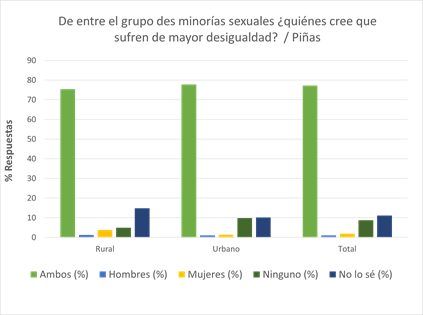 De entre el grupo des minorías sexuales ¿quiénes cree que
sufren de mayor desigualdad? / Piñas
90
80
70
60
50
40
30
20
10
0
% Respuestas
Rural Urbano Total
Ambos (%) Hombres (%) Mujeres (%) Ninguno (%) No lo sé (%)